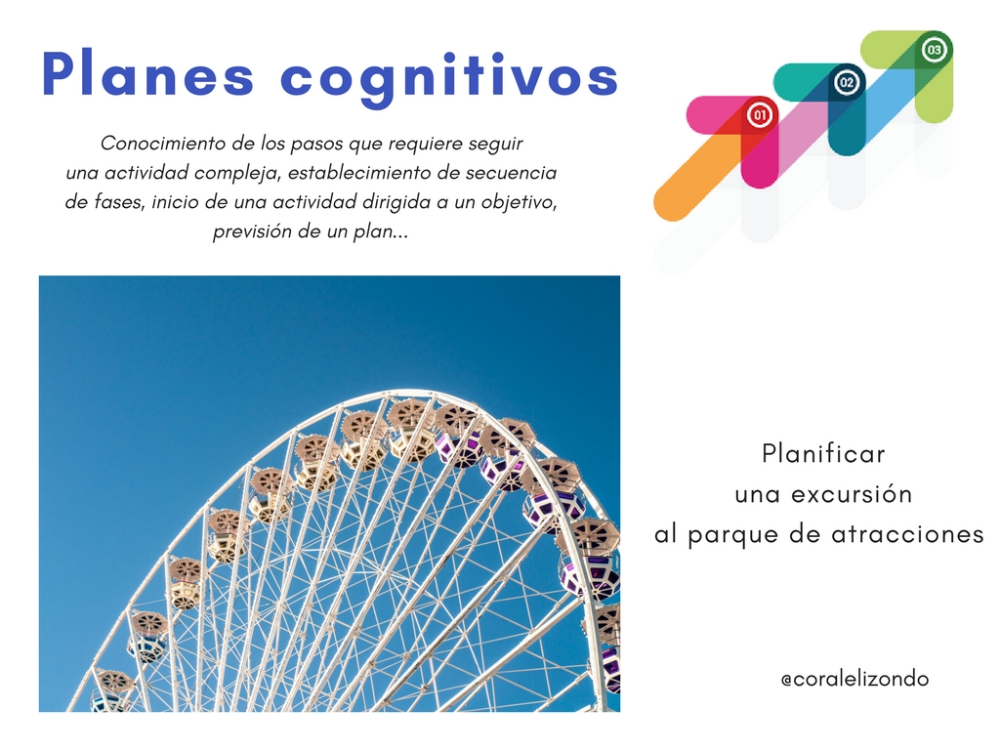 Planes cognitivos
Conocimiento de los pasos que requiere seguir
una actividad compleja, establecimiento de secuencia
de fases, inicio de una actividad dirigida a un objetivo,
previsión de un plan...
01
02
03
Planificar
una excursión
al parque de atracciones
@coralelizondo